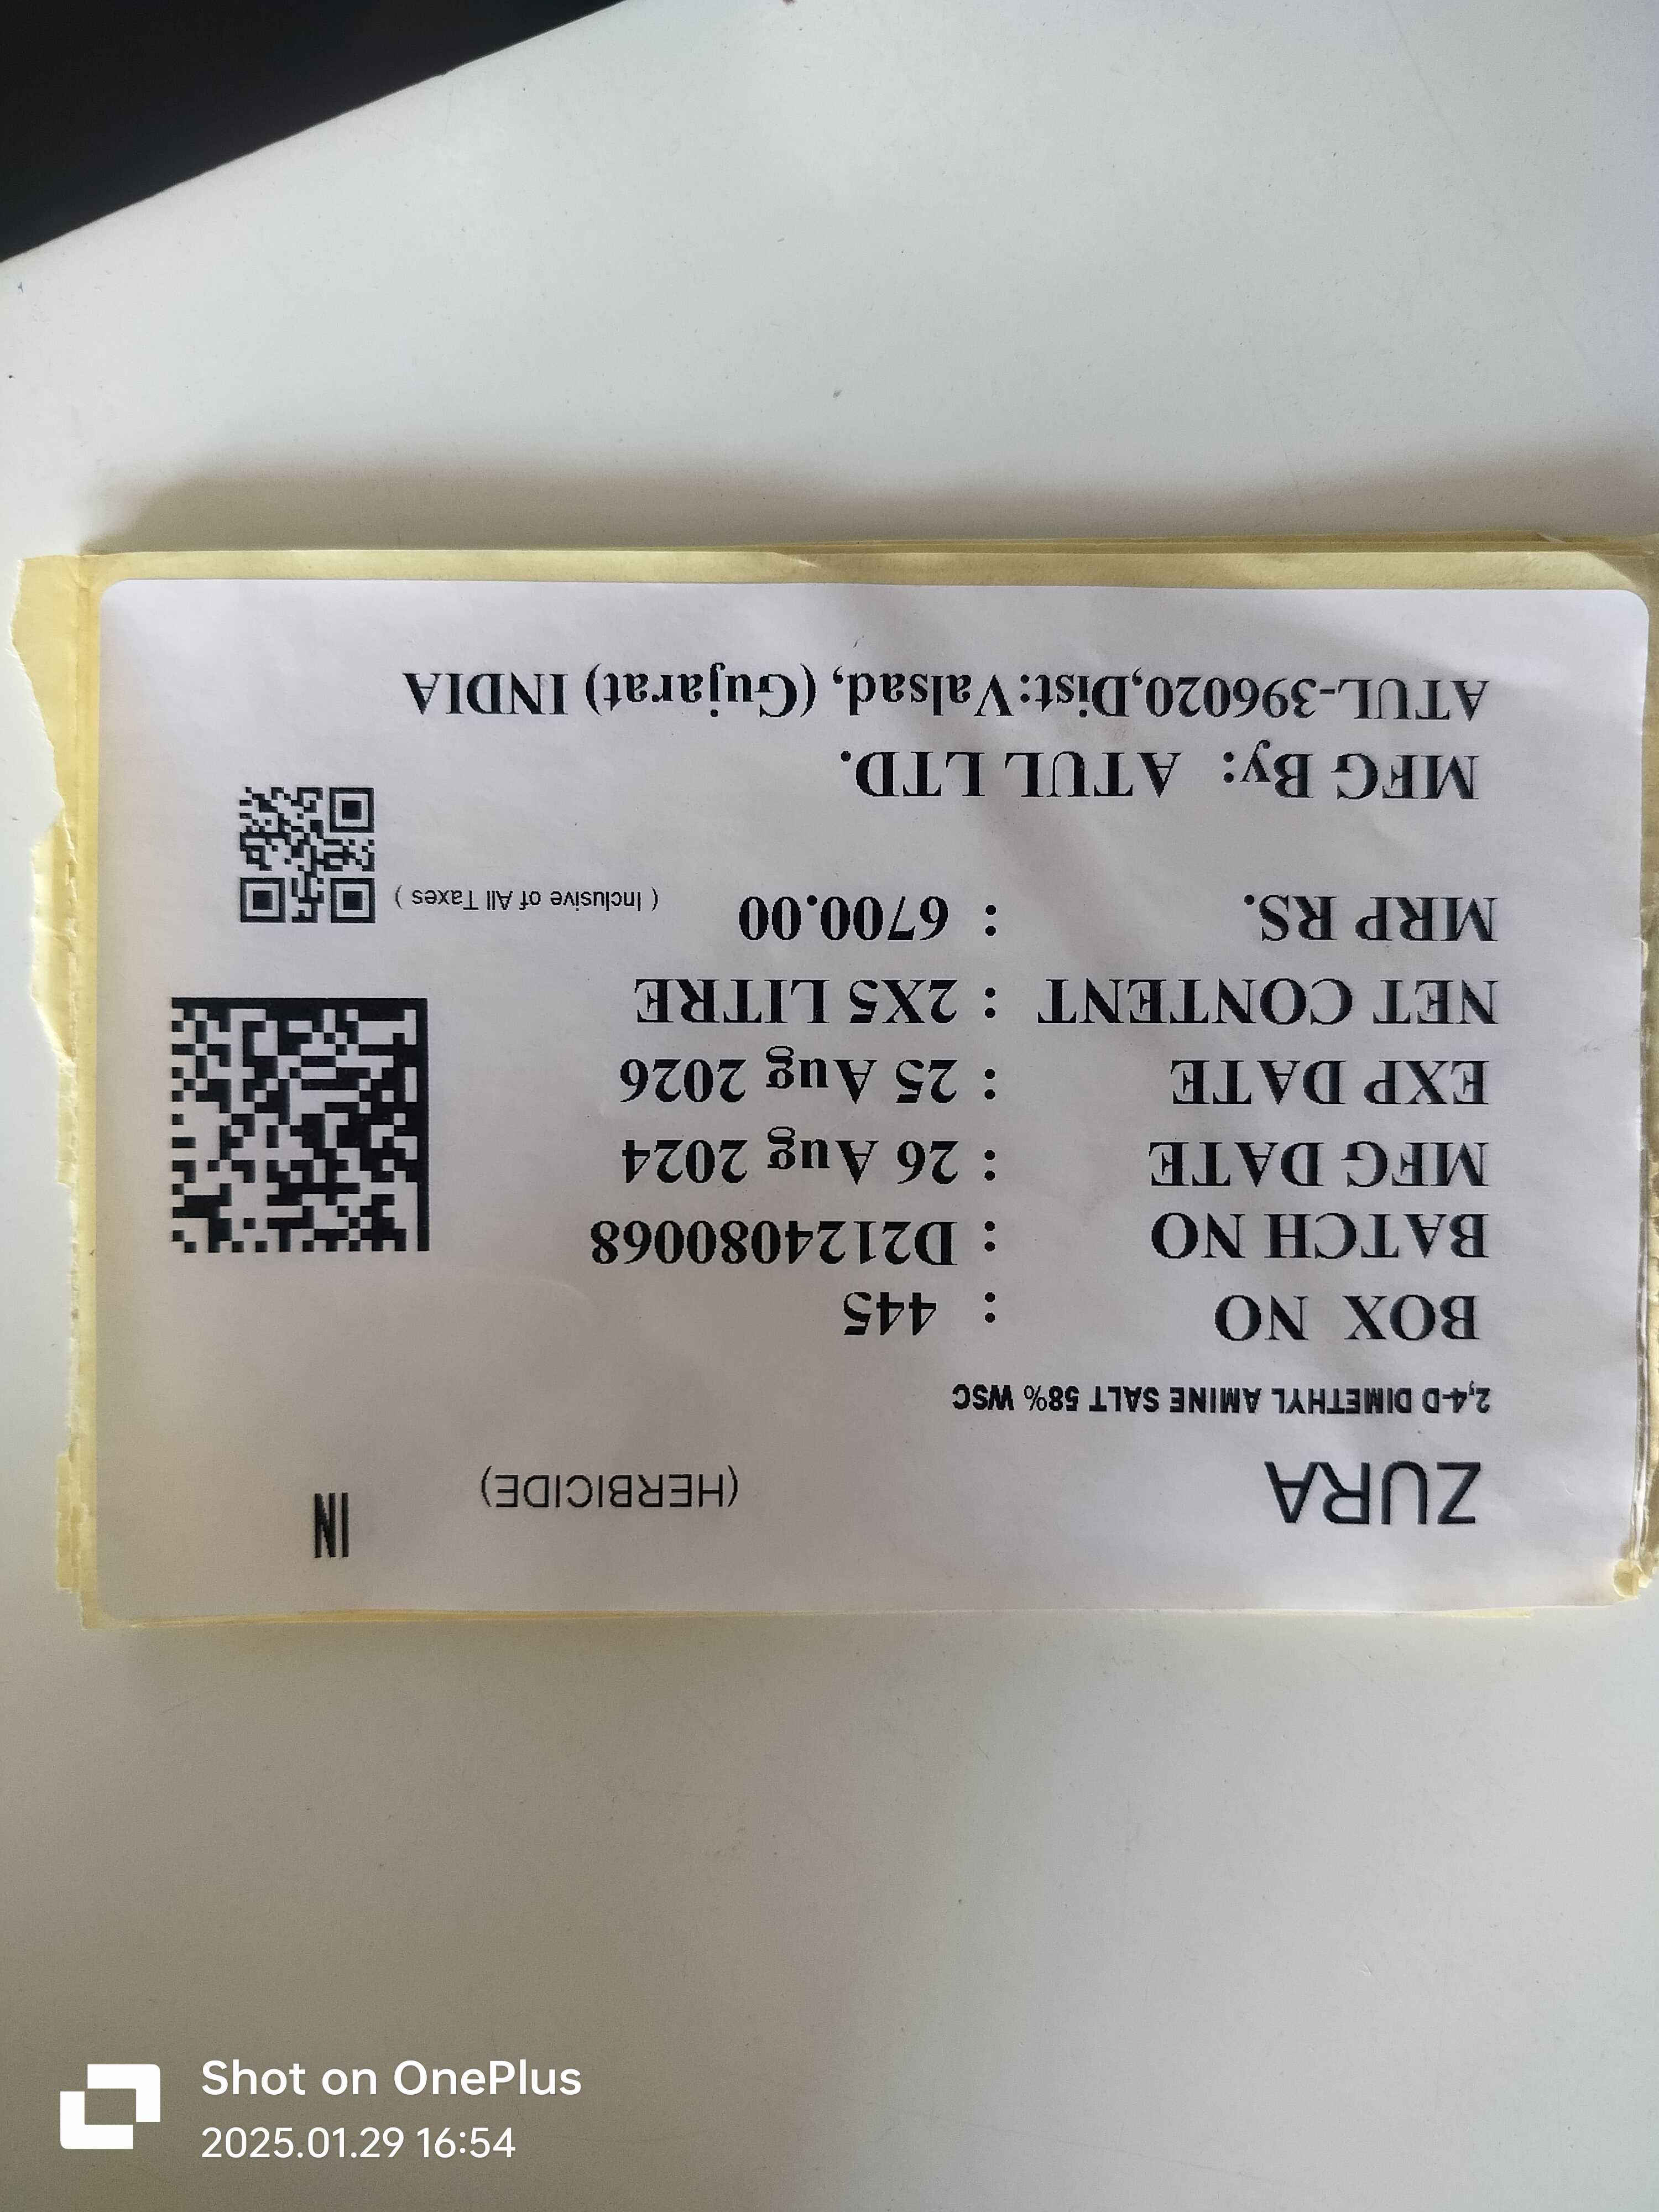 ZURA (HERBICIDE) IN
2,4-D DIMETHYL AMINE SALT 58% WSC
BOX NO : 445
BATCH NO : D2124080068
MFG DATE : 26 Aug 2024
EXP DATE : 25 Aug 2026
NET CONTENT : 2X5 LITRE
MRP RS. : 6700.00 ( Inclusive of All Taxes )
MFG By: ATUL LTD.
ATUL-396020,Dist:Valsad, (Gujarat) INDIA
Shot on OnePlus
2025.01.29 16:54